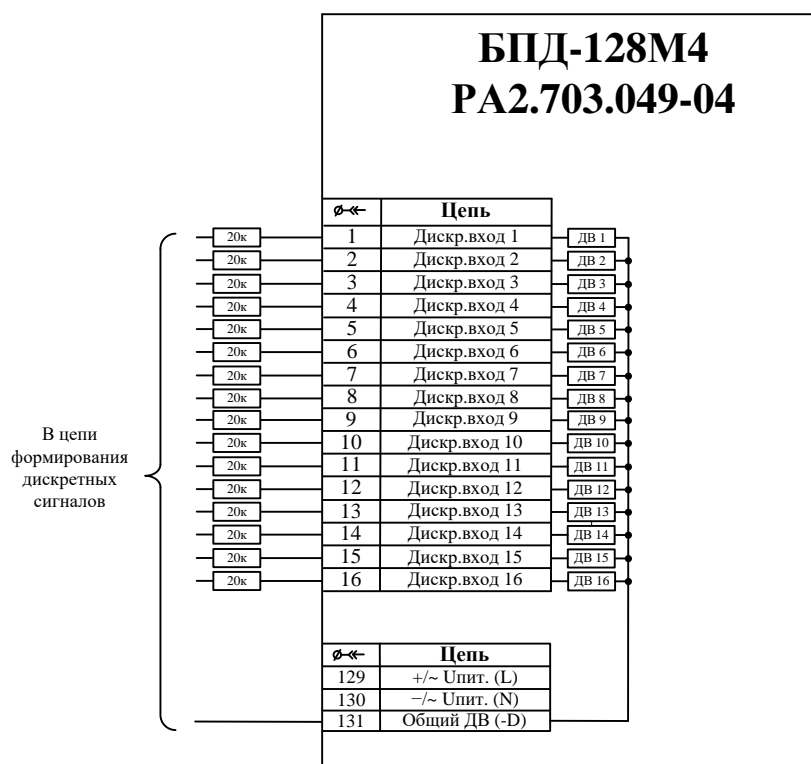 БПД-128М4
РА2.703.049-04
Цепь
20к 1 Дискр.вход 1 ДВ 1
20к 2 Дискр.вход 2 ДВ 2
20к 3 Дискр.вход 3 ДВ 3
20к 4 Дискр.вход 4 ДВ 4
20к 5 Дискр.вход 5 ДВ 5
20к 6 Дискр.вход 6 ДВ 6
20к 7 Дискр.вход 7 ДВ 7
20к 8 Дискр.вход 8 ДВ 8
20к 9 Дискр.вход 9 ДВ 9
20к 10 Дискр.вход 10 ДВ 10
20к 11 Дискр.вход 11 ДВ 11
20к 12 Дискр.вход 12 ДВ 12
20к 13 Дискр.вход 13 ДВ 13
20к 14 Дискр.вход 14 ДВ 14
20к 15 Дискр.вход 15 ДВ 15
20к 16 Дискр.вход 16 ДВ 16
В цепи
формирования
дискретных
сигналов
Цепь
129 +/~ Uпит. (L)
130 −/~ Uпит. (N)
131 Общий ДВ (-D)